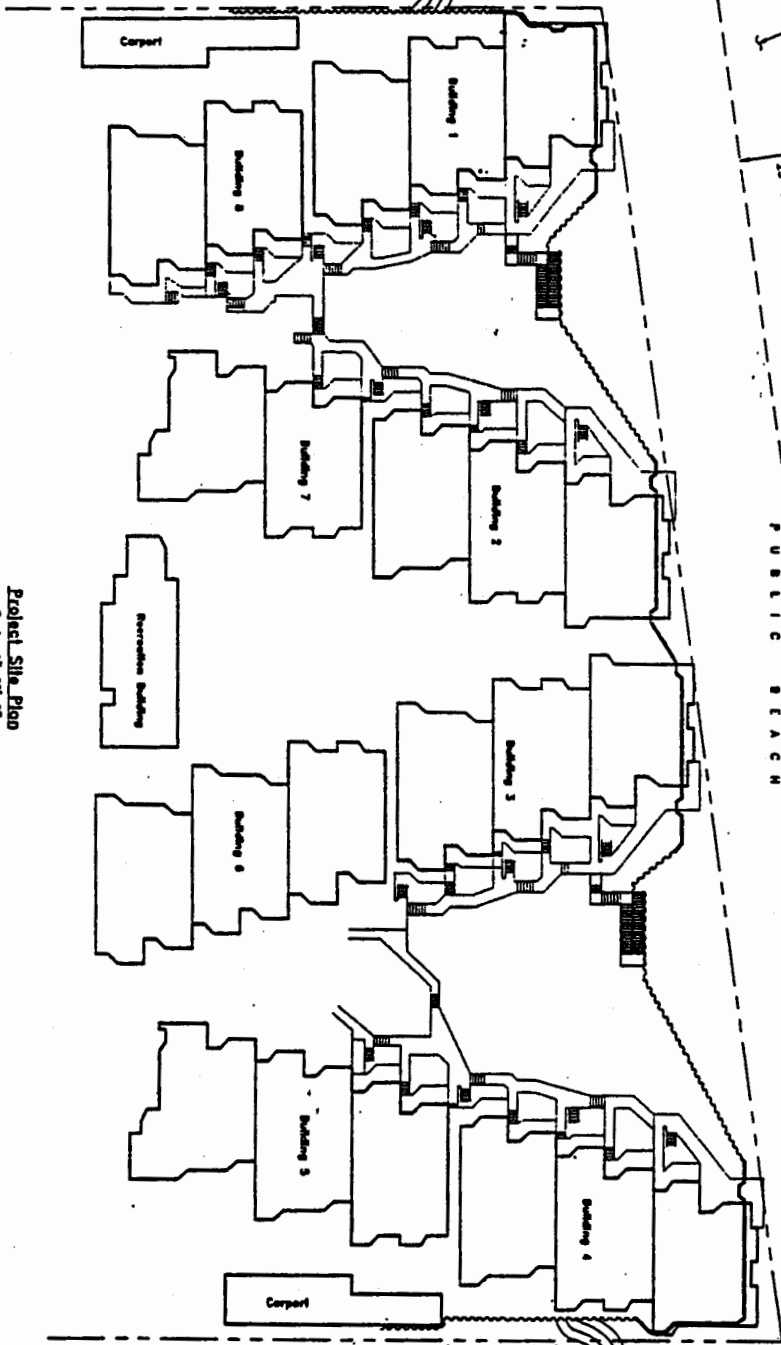 Carport
Building 1
Building 8
Building 7
Building 2
PUBLIC BEACH
Recreation Building
Project Site Plan
Building 3
Building 6
Building 5
Building 4
Carport